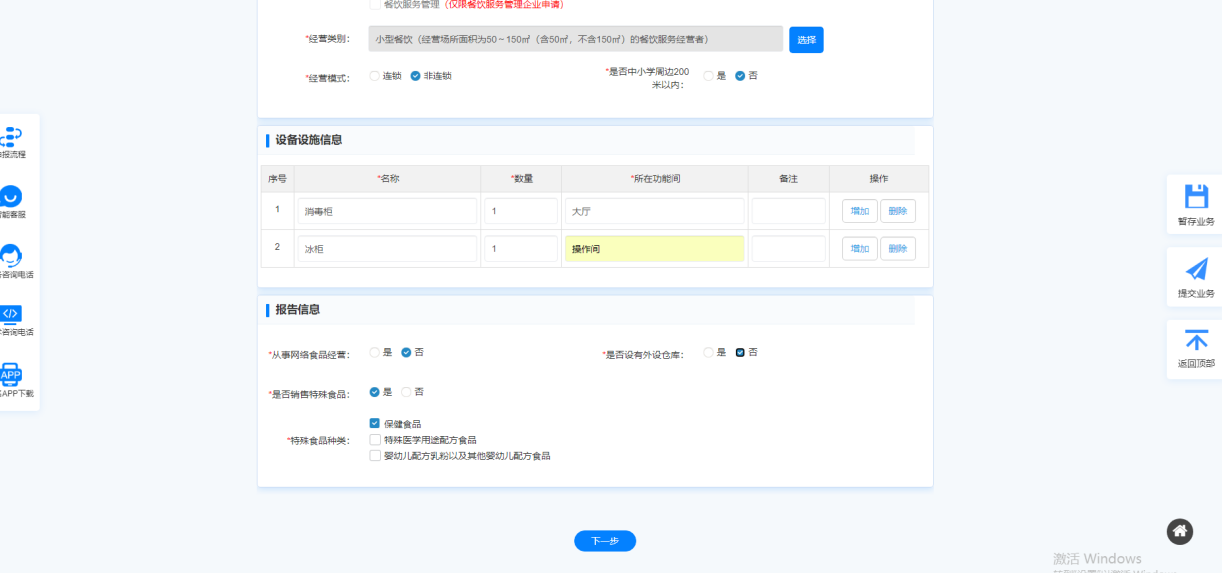 餐饮服务管理（仅限餐饮服务管理企业申请）
*经营类别：
小型餐饮（经营场所面积为50－150㎡（含50㎡，不含150㎡）的餐饮服务经营者）
选择
*经营模式：
连锁 非连锁
*是否中小学周边200
米以内：
是 否
设备设施信息
序号 *名称 *数量 *所在功能间 备注 操作
1 消毒柜 1 大厅 增加 删除
2 冰柜 1 操作间 增加 删除
报告信息
*从事网络食品经营： 是 否
*是否设有外设仓库： 是 否
*是否销售特殊食品： 是 否
*特殊食品种类：
保健食品
特殊医学用途配方食品
婴幼儿配方乳粉以及其他婴幼儿配方食品
下一步
报流程
能客服
咨询电话
</>
咨询电话
APP
APP下载
暂存业务
提交业务
返回顶部
激活 Windows